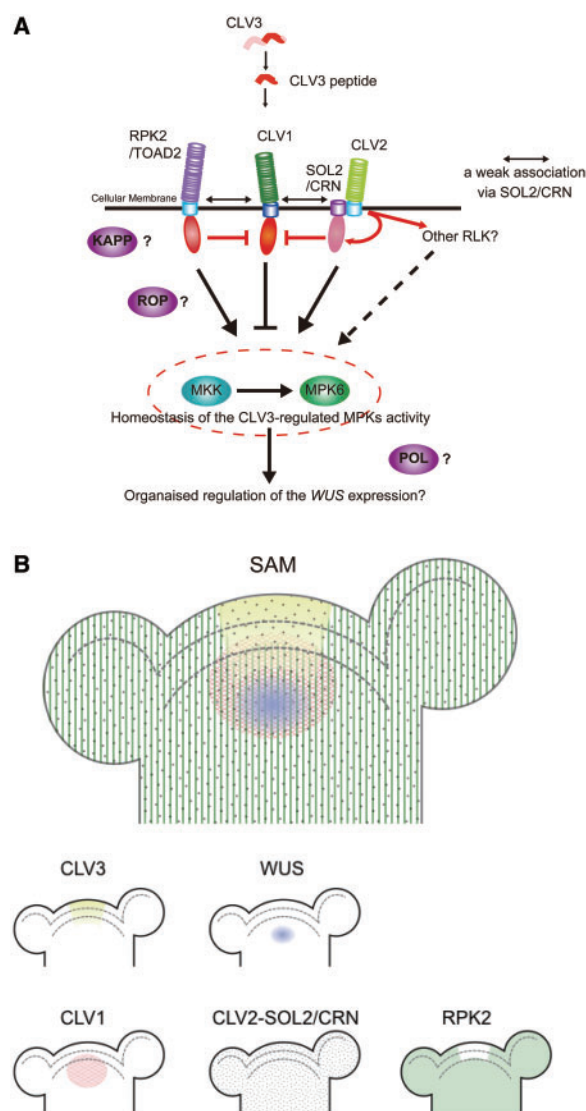 A
CLV3
CLV3 peptide
RPK2
/TOAD2
CLV1
CLV2
SOL2
/CRN
a weak association
via SOL2/CRN
Cellular Membrane
KAPP ?
Other RLK?
ROP ?
MKK
MPK6
Homeostasis of the CLV3-regulated MPKs activity
POL ?
Organaised regulation of the WUS expression?
B
SAM
CLV3
WUS
CLV1
CLV2-SOL2/CRN
RPK2